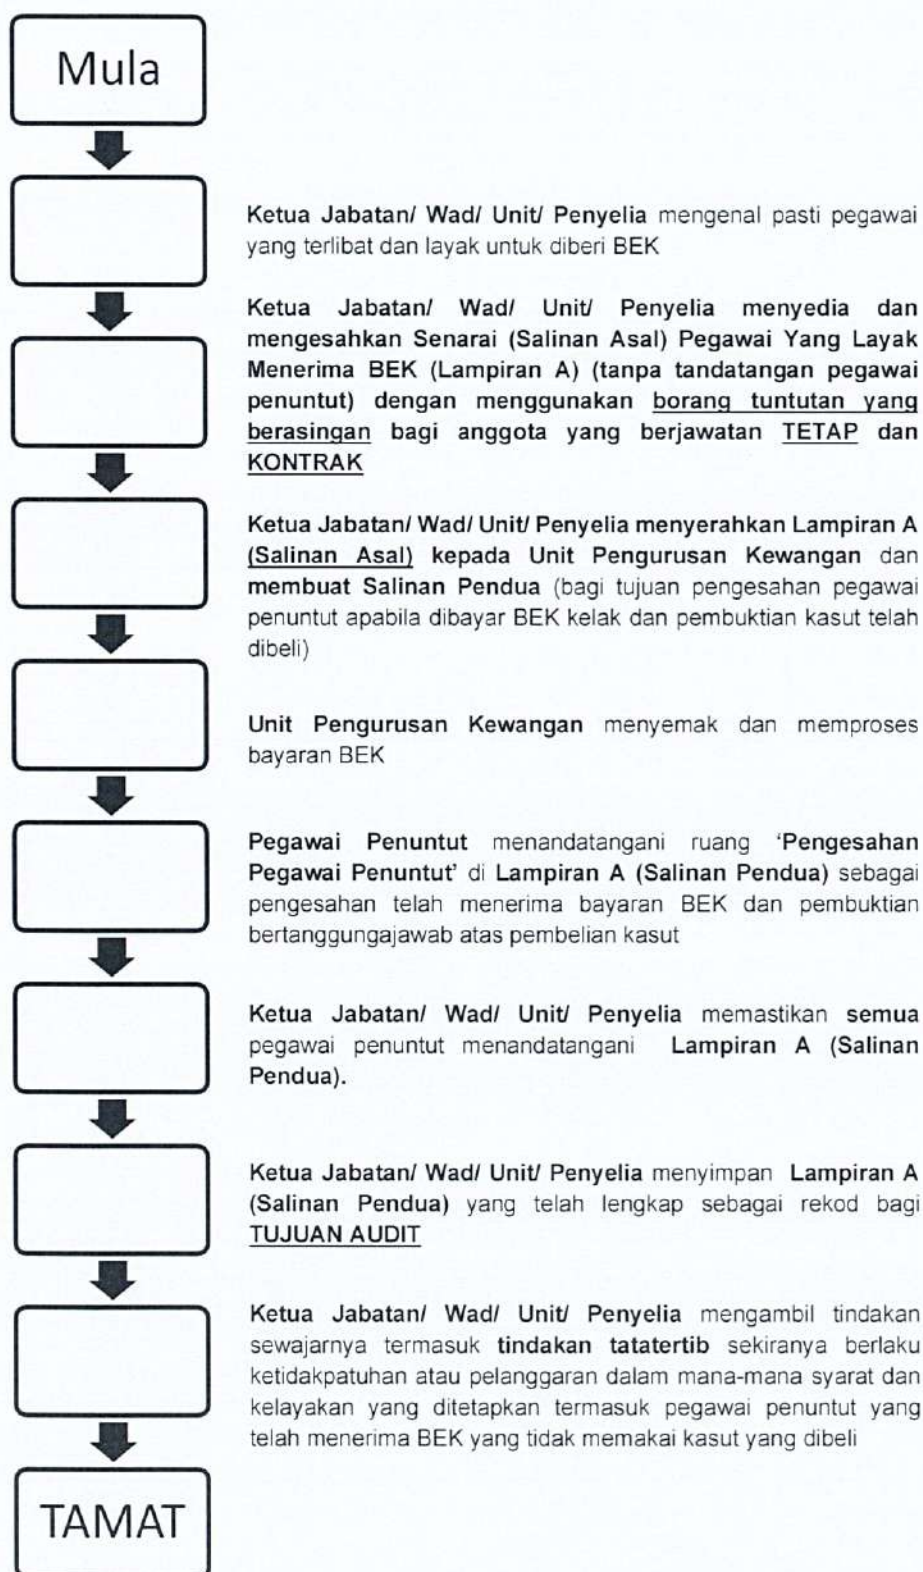 Mula
Ketua Jabatan/ Wad/ Unit/ Penyelia mengenal pasti pegawai
yang terlibat dan layak untuk diberi BEK
Ketua Jabatan/ Wad/ Unit/ Penyelia menyedia dan
mengesahkan Senarai (Salinan Asal) Pegawai Yang Layak
Menerima BEK (Lampiran A) (tanpa tandatangan pegawai
penuntut) dengan menggunakan borang tuntutan yang
berasingan bagi anggota yang berjawatan TETAP dan
KONTRAK
Ketua Jabatan/ Wad/ Unit/ Penyelia menyerahkan Lampiran A
(Salinan Asal) kepada Unit Pengurusan Kewangan dan
membuat Salinan Pendua (bagi tujuan pengesahan pegawai
penuntut apabila dibayar BEK kelak dan pembuktian kasut telah
dibeli)
Unit Pengurusan Kewangan menyemak dan memproses
bayaran BEK
Pegawai Penuntut menandatangani ruang ‘Pengesahan
Pegawai Penuntut’ di Lampiran A (Salinan Pendua) sebagai
pengesahan telah menerima bayaran BEK dan pembuktian
bertanggungajawab atas pembelian kasut
Ketua Jabatan/ Wad/ Unit/ Penyelia memastikan semua
pegawai penuntut menandatangani Lampiran A (Salinan
Pendua).
Ketua Jabatan/ Wad/ Unit/ Penyelia menyimpan Lampiran A
(Salinan Pendua) yang telah lengkap sebagai rekod bagi
TUJUAN AUDIT
Ketua Jabatan/ Wad/ Unit/ Penyelia mengambil tindakan
sewajarnya termasuk tindakan tatatertib sekiranya berlaku
ketidakpatuhan atau pelanggaran dalam mana-mana syarat dan
kelayakan yang ditetapkan termasuk pegawai penuntut yang
telah menerima BEK yang tidak memakai kasut yang dibeli
TAMAT